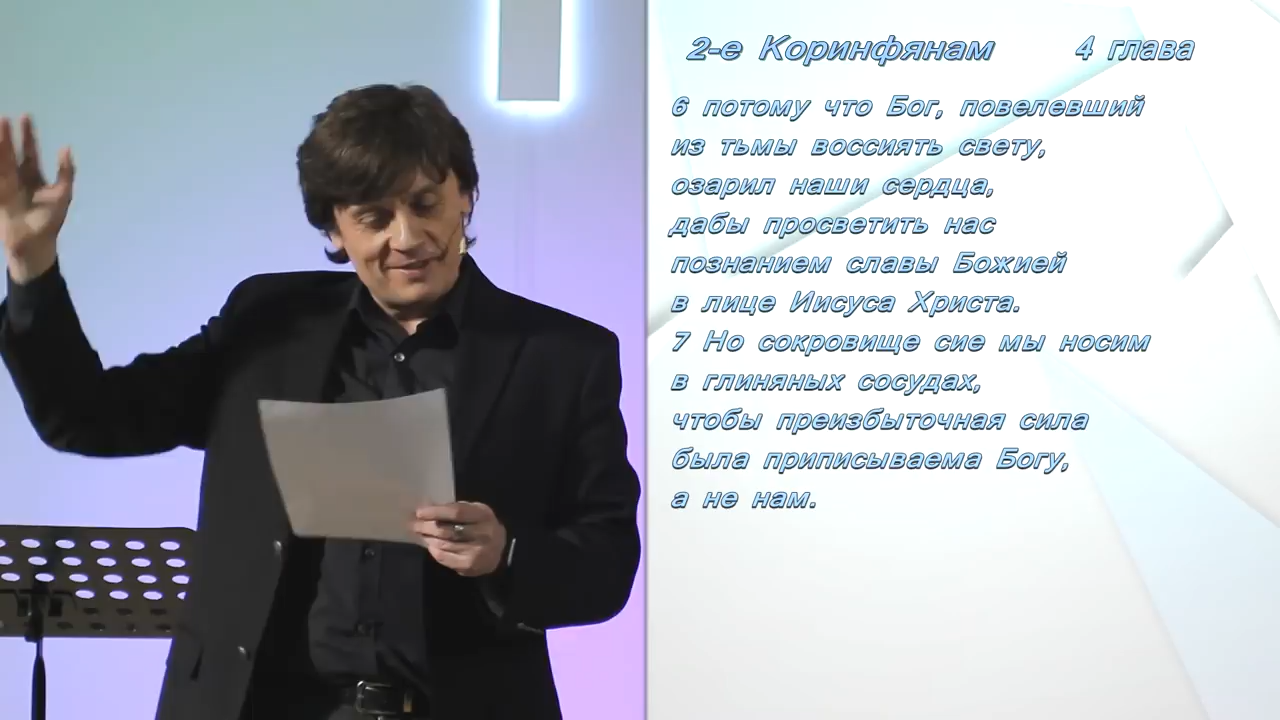 2-е Коринфянам 4 глава
6 потому что Бог, повелевший
из тьмы воссиять свету,
озарил наши сердца,
дабы просветить нас
познанием славы Божией
в лице Иисуса Христа.
7 Но сокровище сие мы носим
в глиняных сосудах,
чтобы преизбыточная сила
была приписываема Богу,
а не нам.